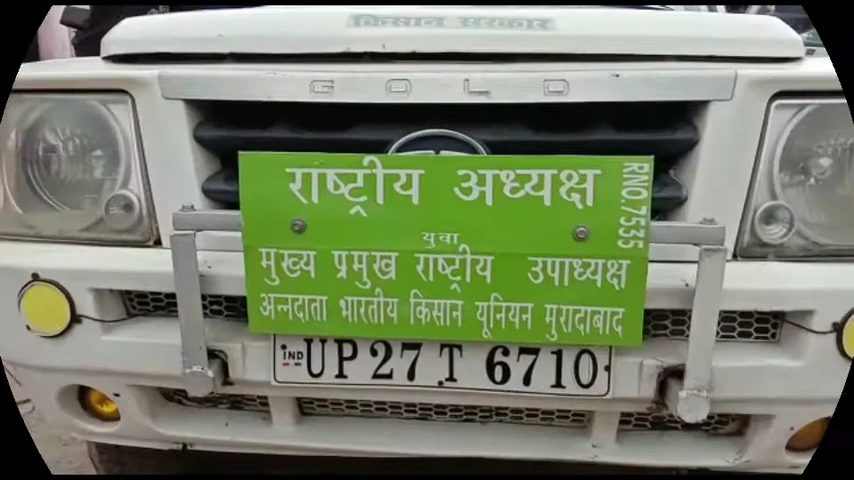 किसान सरकार
GOLD
राष्ट्रीय अध्यक्ष
RNO.7535
युवा
मुख्य प्रमुख राष्ट्रीय उपाध्यक्ष
अन्नदाता भारतीय किसान यूनियन मुरादाबाद
IND UP 27 T 6710